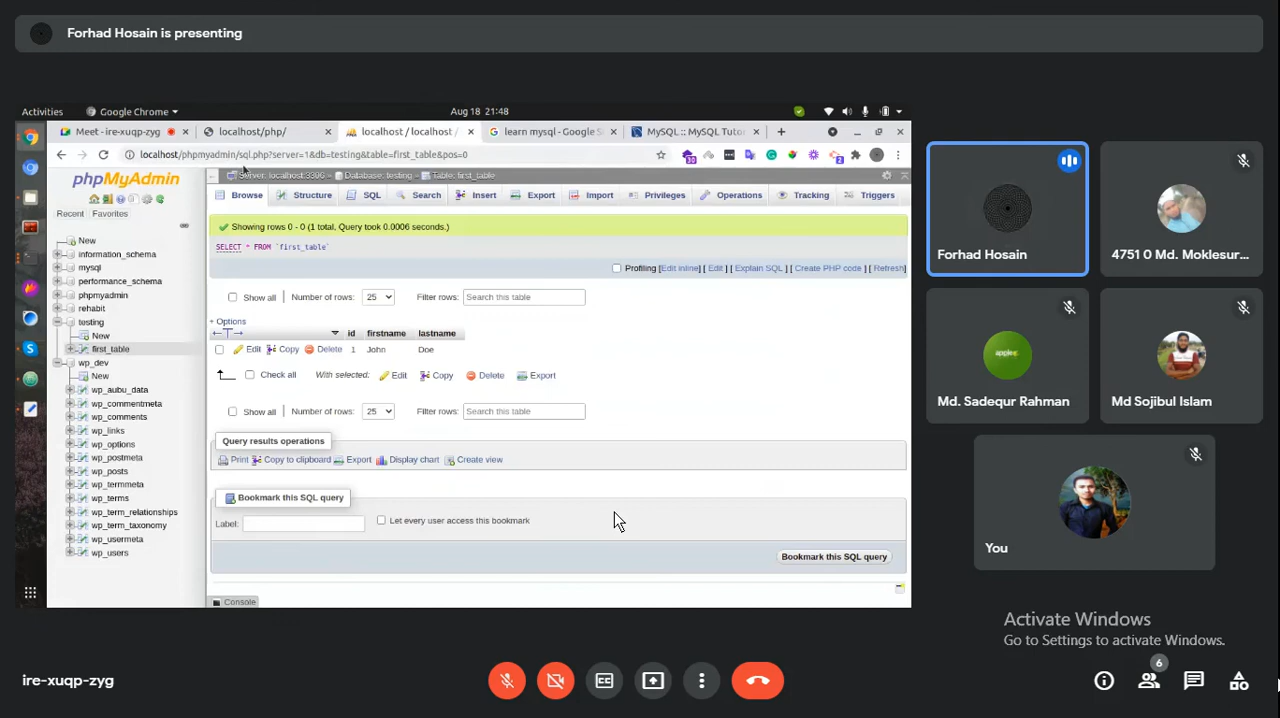 Forhad Hosain is presenting
Activities Google Chrome Aug 18 21:48
Meet - ire-xuqp-zyg localhost/php/ localhost / localhost / learn mysql - Google S MySQL :: MySQL Tutor
localhost/phpmyadmin/sql.php?server=1&db=testing&table=first_table&pos=0
30
2
phpMyAdmin
Recent Favorites
New
information_schema
mysql
performance_schema
phpmyadmin
rehabit
testing
New
first_table
wp_dev
New
wp_aubu_data
wp_commentmeta
wp_comments
wp_links
wp_options
wp_postmeta
wp_posts
wp_termmeta
wp_terms
wp_term_relationships
wp_term_taxonomy
wp_usermeta
wp_users
Server: localhost:3306 » Database: testing » Table: first_table
Browse Structure SQL Search Insert Export Import Privileges Operations Tracking Triggers
Showing rows 0 - 0 (1 total, Query took 0.0006 seconds.)
SELECT * FROM `first_table`
Profiling [Edit inline] [ Edit ] [ Explain SQL ] [ Create PHP code ] [ Refresh]
Show all Number of rows: 25 Filter rows: Search this table
+ Options
←T→ id firstname lastname
Edit Copy Delete 1 John Doe
Check all With selected: Edit Copy Delete Export
Show all Number of rows: 25 Filter rows: Search this table
Query results operations
Print Copy to clipboard Export Display chart Create view
Bookmark this SQL query
Label: Let every user access this bookmark
Bookmark this SQL query
Console
Forhad Hosain
4751 0 Md. Moklesur...
apples
Md. Sadequr Rahman
Md Sojibul Islam
You
Activate Windows
Go to Settings to activate Windows.
ire-xuqp-zyg
6